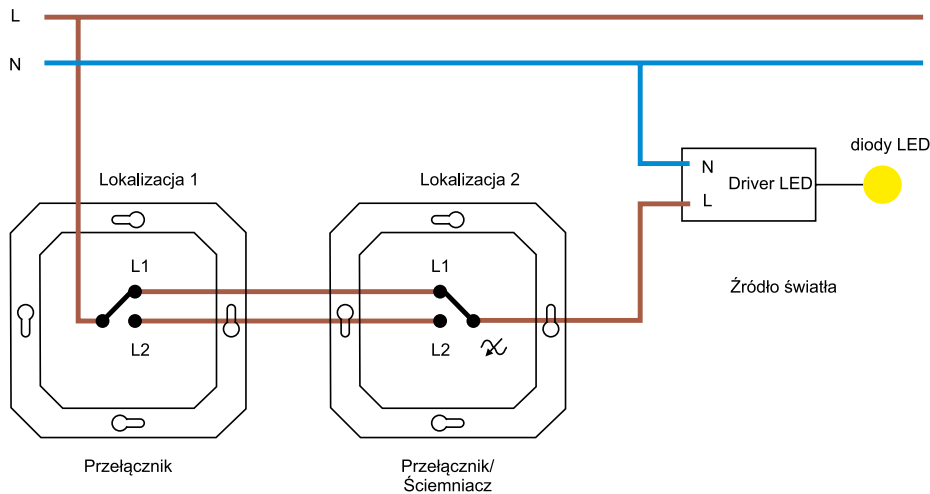 L
N
diody LED
N
Driver LED
L
Lokalizacja 1
Lokalizacja 2
L1
L1
Źródło światła
L2
L2
Przełącznik
Przełącznik/
Ściemniacz